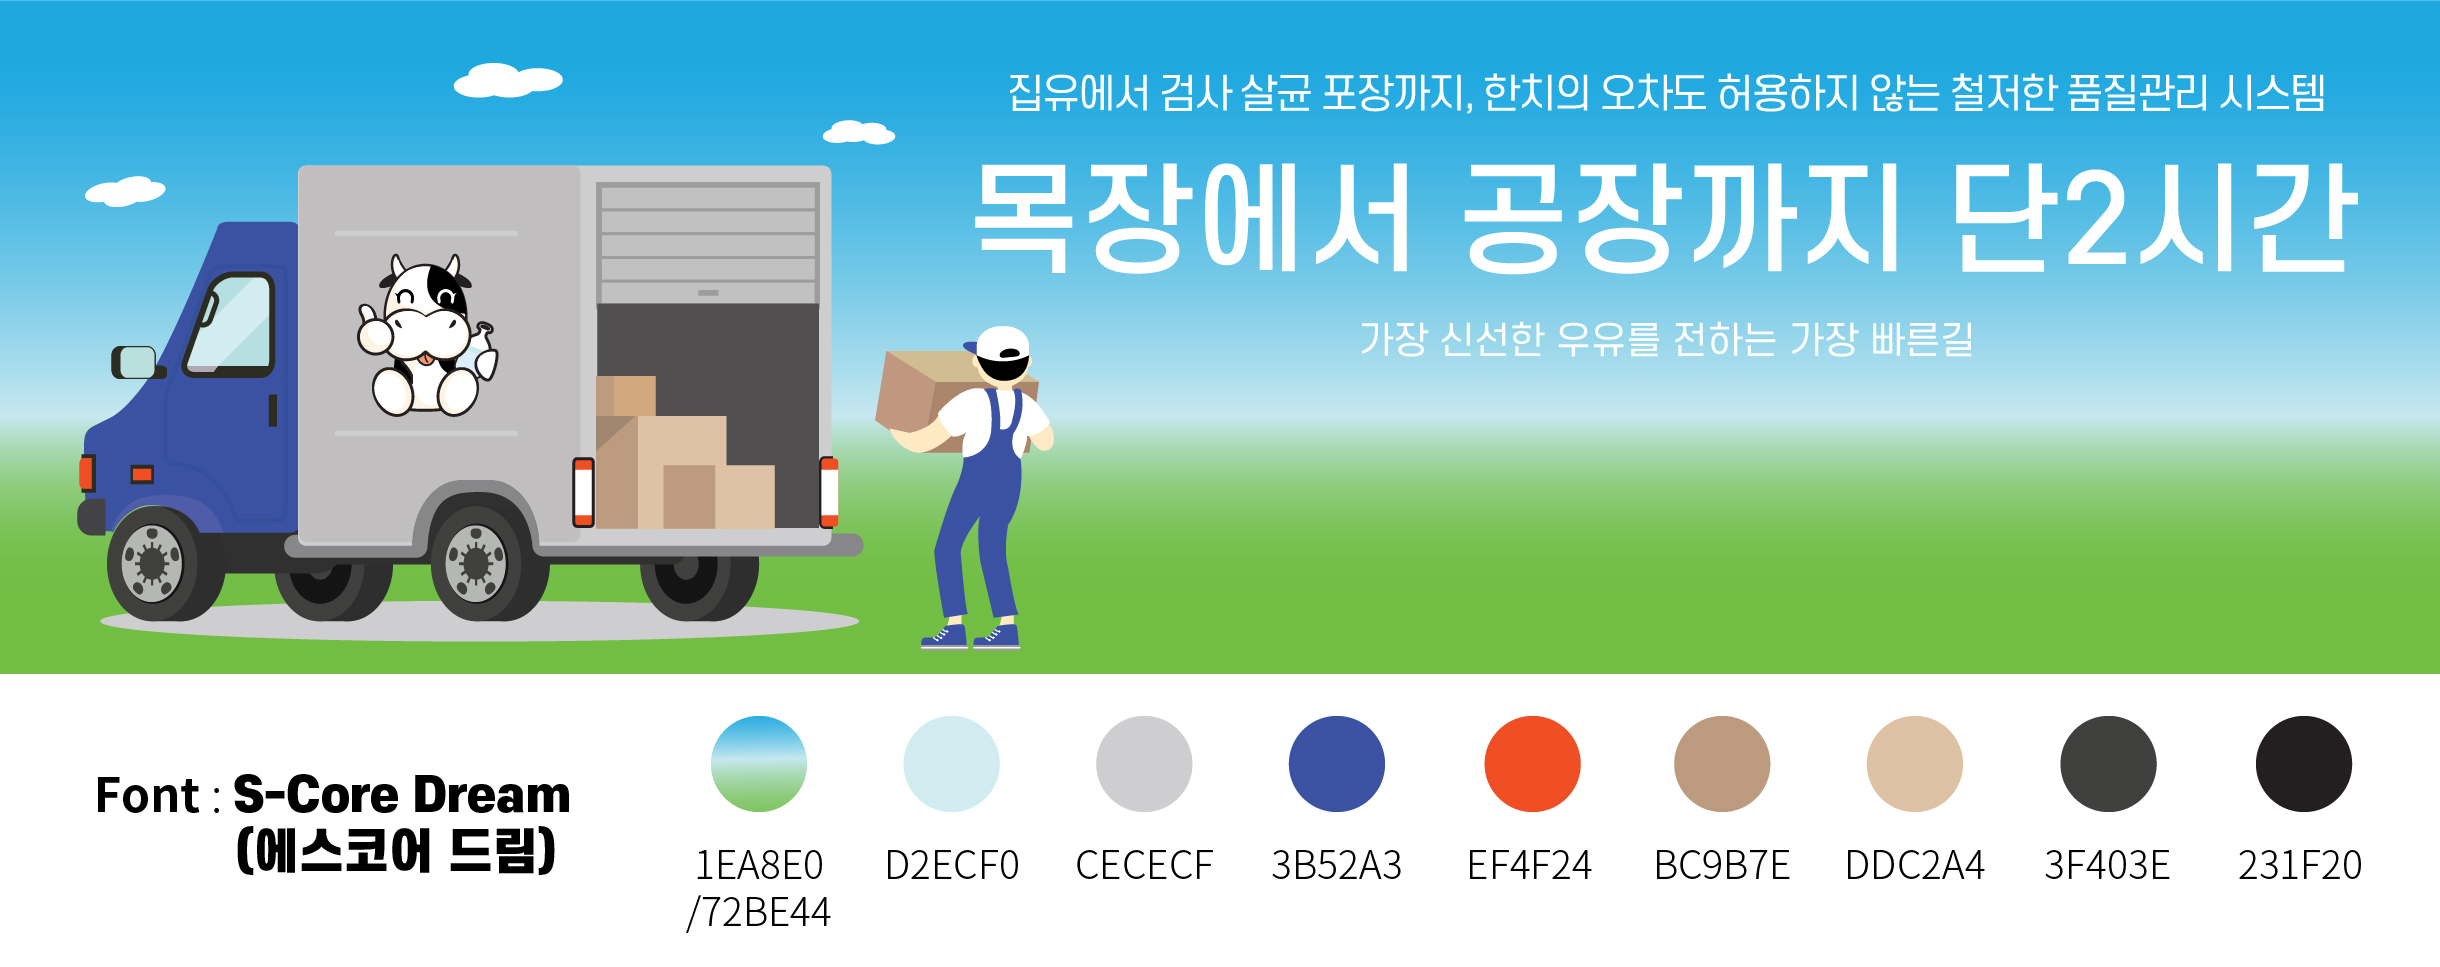 집유에서 검사 살균 포장까지, 한치의 오차도 허용하지 않는 철저한 품질관리 시스템
목장에서 공장까지 단2시간
가장 신선한 우유를 전하는 가장 빠른길
Font : S-Core Dream
(에스코어 드림)
1EA8E0
/72BE44
D2ECF0
CECECF
3B52A3
EF4F24
BC9B7E
DDC2A4
3F403E
231F20